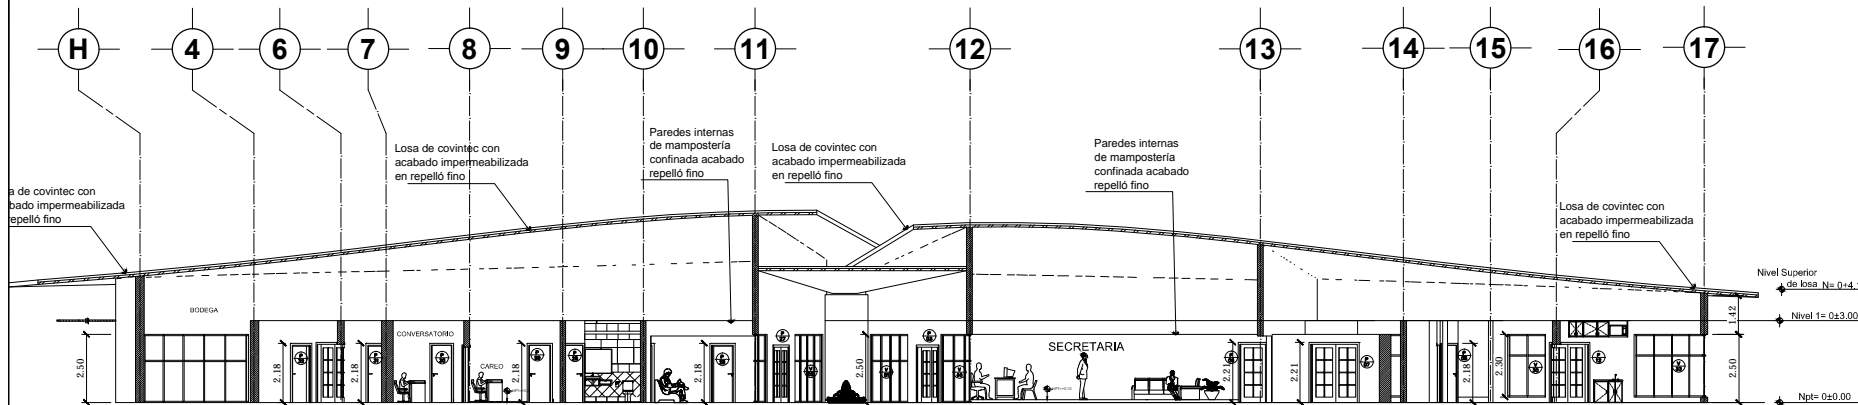 H
4
6
7
8
9
10
11
12
13
14
15
16
17
a de covintec con
bado impermeabilizada
repelló fino
Losa de covintec con
acabado impermeabilizada
en repelló fino
Paredes internas
de mampostería
confinada acabado
repelló fino
Losa de covintec con
acabado impermeabilizada
en repelló fino
Paredes internas
de mampostería
confinada acabado
repelló fino
Losa de covintec con
acabado impermeabilizada
en repelló fino
Nivel Superior
de losa N= 0+4.
Nivel 1= 0±3.00
Npt= 0±0.00
BODEGA
CONVERSATORIO
CAREO
SECRETARIA
2.50
2.18
2.18
2.18
2.18
2.50
2.21
2.21
2.18
2.30
1.42
2.50